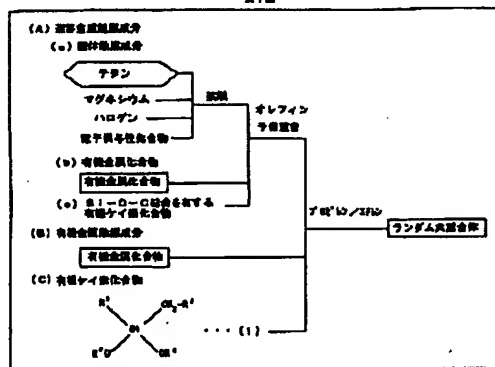 (A) 遷移金属触媒成分
(a) 固体触媒成分
チタン
マグネシウム
ハロゲン
電子供与性化合物
接触
オレフィン
予備重合
(b) 有機金属化合物
有機金属化合物
(c) Si-O-C結合を有する
有機ケイ素化合物
(B) 有機金属触媒成分
有機金属化合物
プロピレン/エチレン
ランダム共重合体
(C) 有機ケイ素化合物
CH₂-R²
Si
··· (1)